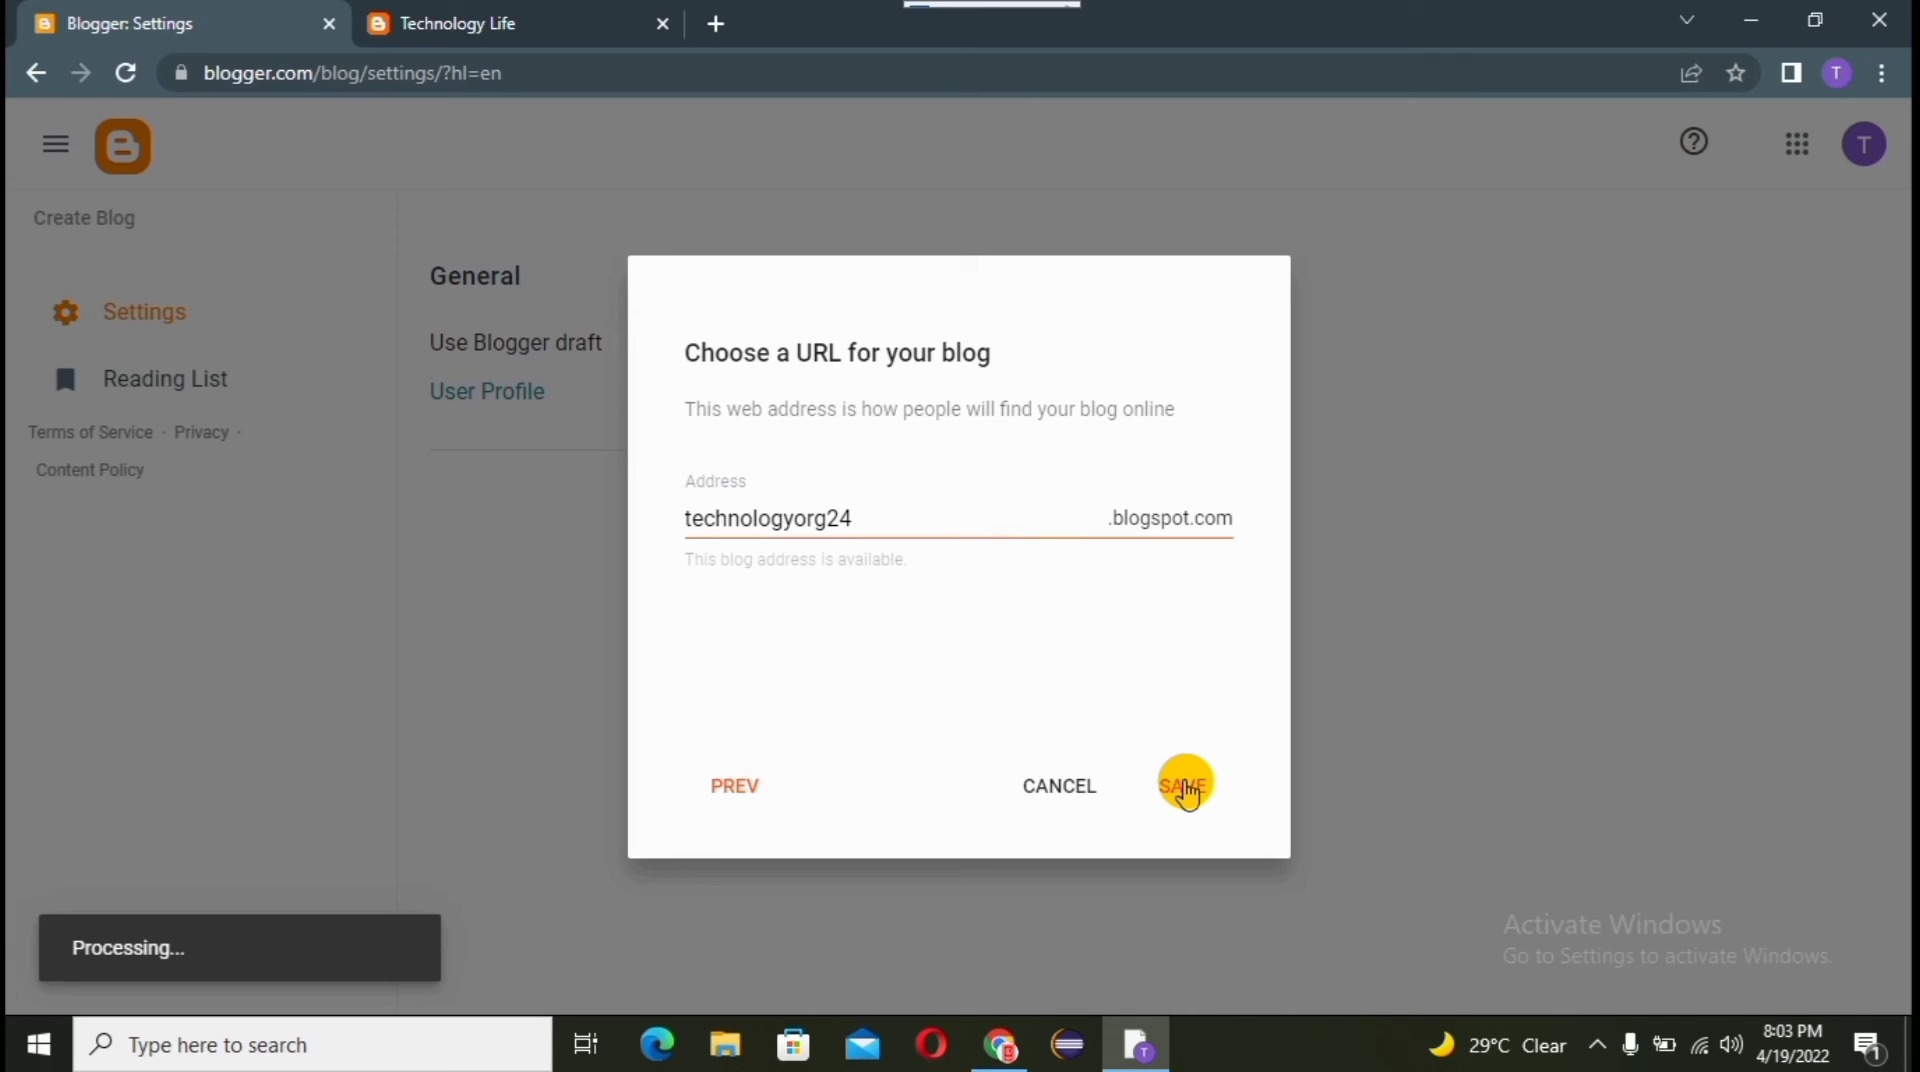 Blogger: Settings
Technology Life
blogger.com/blog/settings/?hl=en
T
T
Create Blog
Settings
Reading List
Terms of Service · Privacy ·
Content Policy
General
Use Blogger draft
User Profile
Choose a URL for your blog
This web address is how people will find your blog online
Address
technologyorg24 .blogspot.com
This blog address is available.
PREV
CANCEL
SAVE
Processing...
Activate Windows
Go to Settings to activate Windows.
Type here to search
T
29°C Clear
8:03 PM
4/19/2022
1